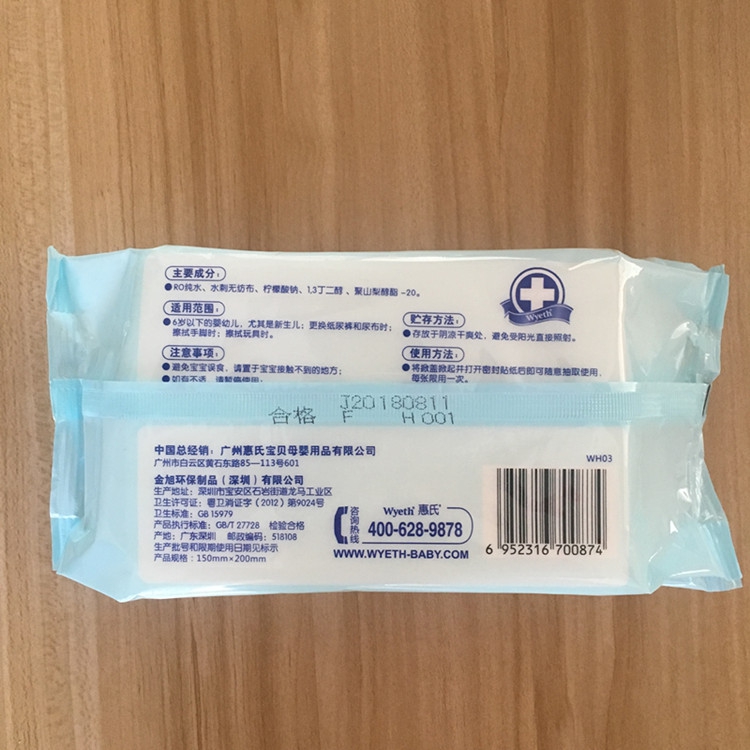 主要成分：
●RO纯水、水刺无纺布、柠檬酸钠、1,3丁二醇、聚山梨醇酯-20。
适用范围：
●6岁以下的婴幼儿，尤其是新生儿；更换纸尿裤和尿布时；
擦拭手脚时；擦拭玩具时。
注意事项：
●避免宝宝误食，请置于宝宝接触不到的地方；
●如有不适，请暂停使用。
Wyeth
贮存方法：
●存放于阴凉干爽处，避免受阳光直接照射。
使用方法：
●将掀盖掀起并打开密封贴纸后即可随意抽取使用，
每张限用一次。
J20180811
合格 F H001
中国总经销：广州惠氏宝贝母婴用品有限公司
广州市白云区黄石东路85—113号601
金旭环保制品（深圳）有限公司
生产地址：深圳市宝安区石岩街道龙马工业区
卫生许可证：粤卫消证字（2012）第9024号
卫生标准：GB 15979
产品执行标准：GB/T 27728 检验合格
产地：广东深圳 邮政编码：518108
生产批号和限期使用日期见标示
产品规格：150mm×200mm
咨询热线
Wyeth 惠氏
400-628-9878
WWW.WYETH-BABY.COM
WH03
6 952316 700874